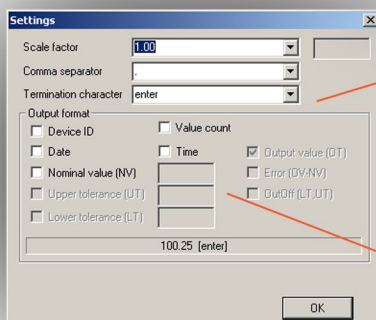 Settings
Scale factor 1.00
Comma separator .
Termination character enter
Output format
Device ID Value count
Date Time Output value (OT)
Nominal value (NV) Error (OV-NV)
Upper tolerance (UT) OutOff (LT,UT)
Lower tolerance (LT)
100.25 [enter]
OK